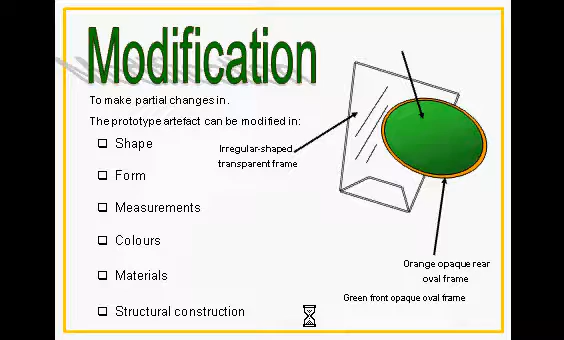 Modification
To make partial changes in.
The prototype artefact can be modified in:
Shape
Form
Measurements
Colours
Materials
Structural construction
Irregular-shaped
transparent frame
Orange opaque rear
oval frame
Green front opaque oval frame